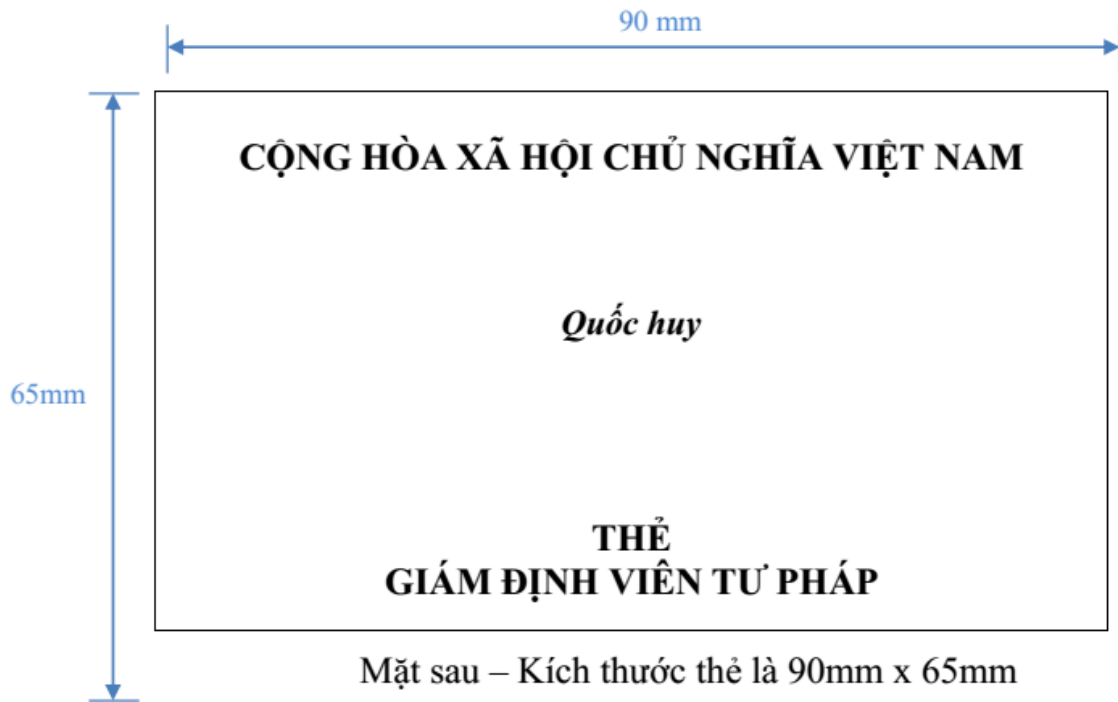 90 mm
CỘNG HÒA XÃ HỘI CHỦ NGHĨA VIỆT NAM
Quốc huy
65mm
THẺ
GIÁM ĐỊNH VIÊN TƯ PHÁP
Mặt sau – Kích thước thẻ là 90mm x 65mm